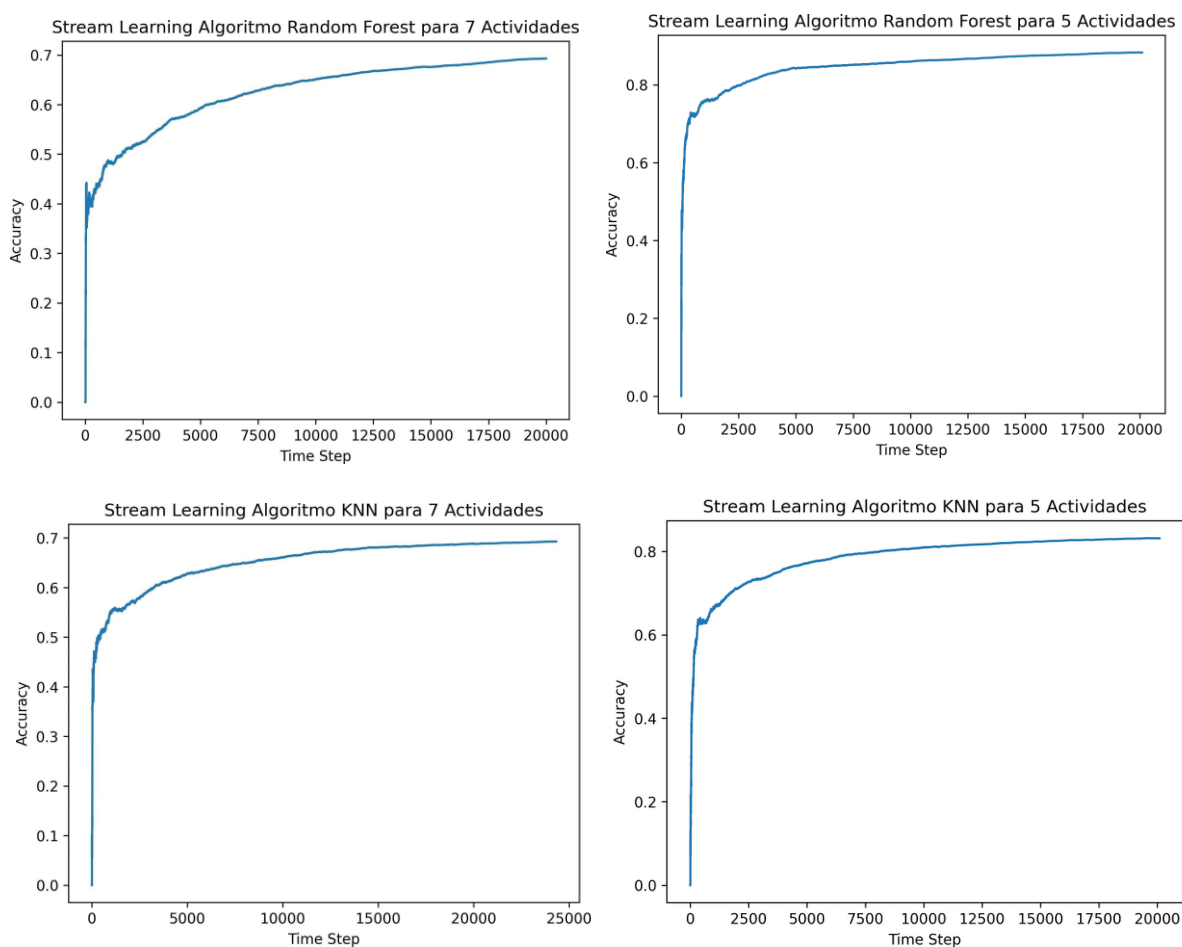 Stream Learning Algoritmo Random Forest para 7 Actividades
0.7
0.6
0.5
0.4
0.3
0.2
0.1
0.0
Accuracy
0 2500 5000 7500 10000 12500 15000 17500 20000
Time Step
Stream Learning Algoritmo Random Forest para 5 Actividades
0.8
0.6
0.4
0.2
0.0
Accuracy
0 2500 5000 7500 10000 12500 15000 17500 20000
Time Step
Stream Learning Algoritmo KNN para 7 Actividades
0.7
0.6
0.5
0.4
0.3
0.2
0.1
0.0
Accuracy
0 5000 10000 15000 20000 25000
Time Step
Stream Learning Algoritmo KNN para 5 Actividades
0.8
0.6
0.4
0.2
0.0
Accuracy
0 2500 5000 7500 10000 12500 15000 17500 20000
Time Step